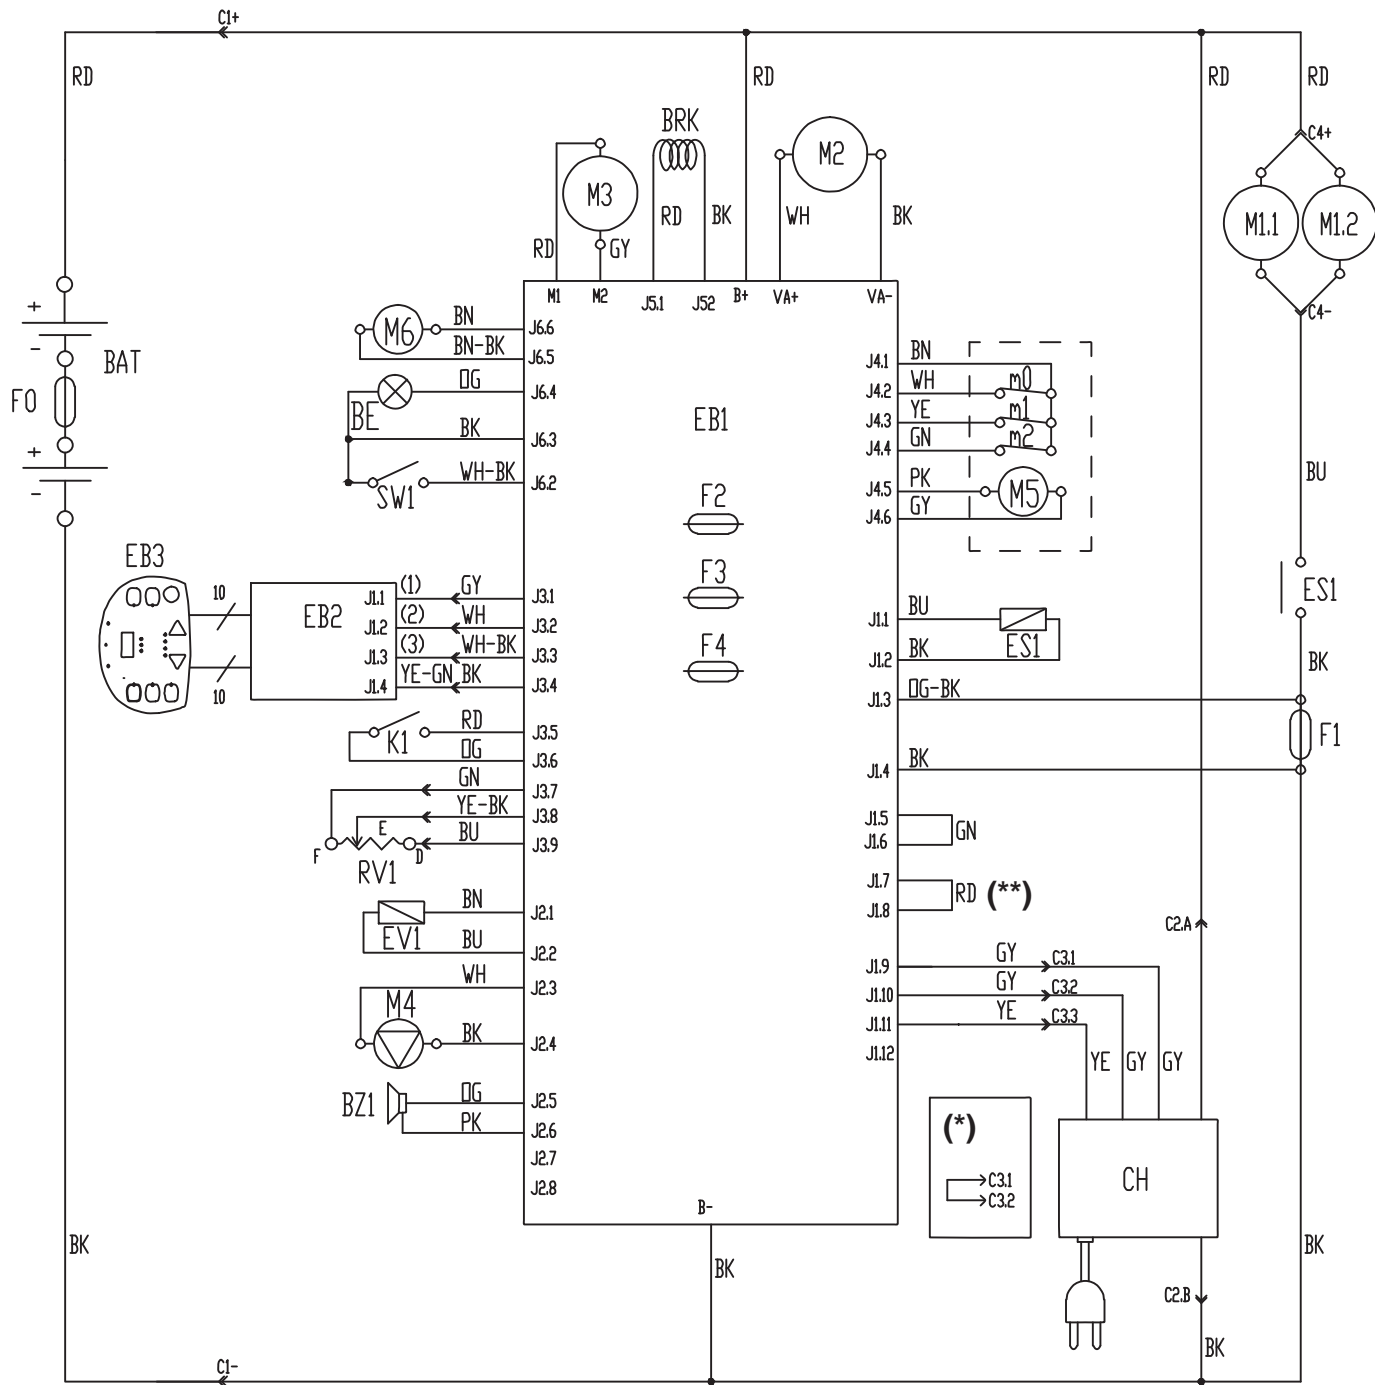 C1+
RD
RD
RD
RD
BRK
M2
M3
C4+
M1.1
M1.2
C4-
RD
GY
RD
BK
WH
BK
M1
M2
J5.1
J52
B+
VA+
VA-
+
-
BAT
F0
+
-
M6
BN
J6.6
BN-BK
J6.5
BE
OG
J6.4
BK
J6.3
SW1
WH-BK
J6.2
EB1
F2
F3
F4
J4.1
BN
J4.2
WH
m0
J4.3
YE
m1
J4.4
GN
m2
J4.5
PK
M5
J4.6
GY
BU
ES1
BK
EB3
10
10
EB2
J1.1
(1)
GY
J3.1
J1.2
(2)
WH
J3.2
J1.3
(3)
WH-BK
J3.3
J1.4
YE-GN
BK
J3.4
K1
RD
J3.5
OG
J3.6
GN
J3.7
YE-BK
J3.8
F
E
D
BU
J3.9
RV1
BN
J2.1
EV1
BU
J2.2
WH
J2.3
M4
BK
J2.4
BZ1
OG
J2.5
PK
J2.6
J2.7
J2.8
J1.1
BU
ES1
J1.2
BK
J1.3
OG-BK
F1
J1.4
BK
J1.5
J1.6
GN
J1.7
J1.8
RD (**)
C2.A
J1.9
GY
C3.1
J1.10
GY
C3.2
J1.11
YE
C3.3
J1.12
YE
GY
GY
(*)
C3.1
C3.2
CH
B-
BK
BK
BK
C2.B
BK
C1-